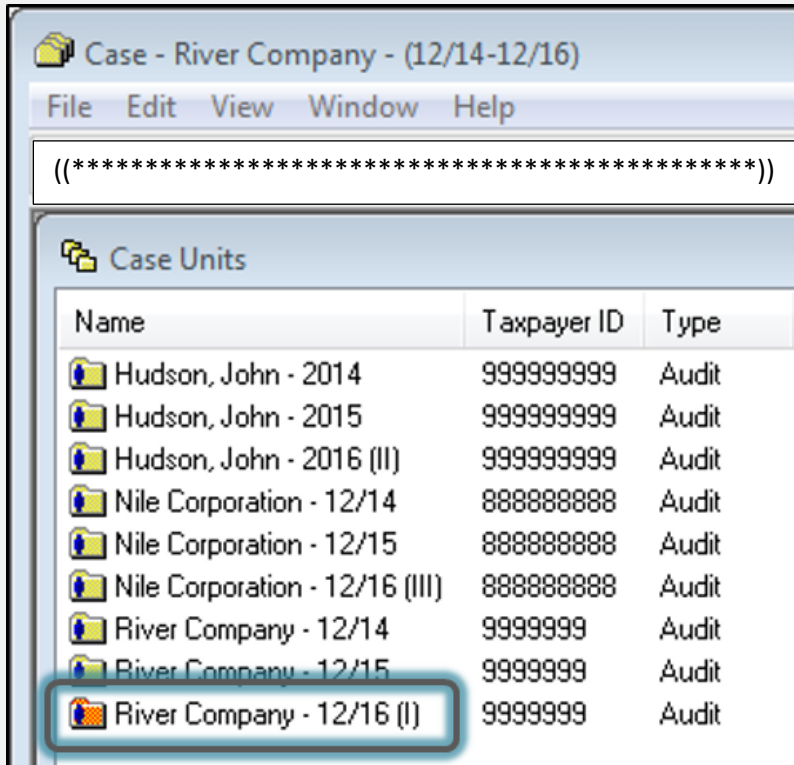 Case - River Company - (12/14-12/16)
File Edit View Window Help
((***********************************************))
Case Units
Name Taxpayer ID Type
Hudson, John - 2014 999999999 Audit
Hudson, John - 2015 999999999 Audit
Hudson, John - 2016 (II) 999999999 Audit
Nile Corporation - 12/14 888888888 Audit
Nile Corporation - 12/15 888888888 Audit
Nile Corporation - 12/16 (III) 888888888 Audit
River Company - 12/14 9999999 Audit
River Company - 12/15 9999999 Audit
River Company - 12/16 (I) 9999999 Audit